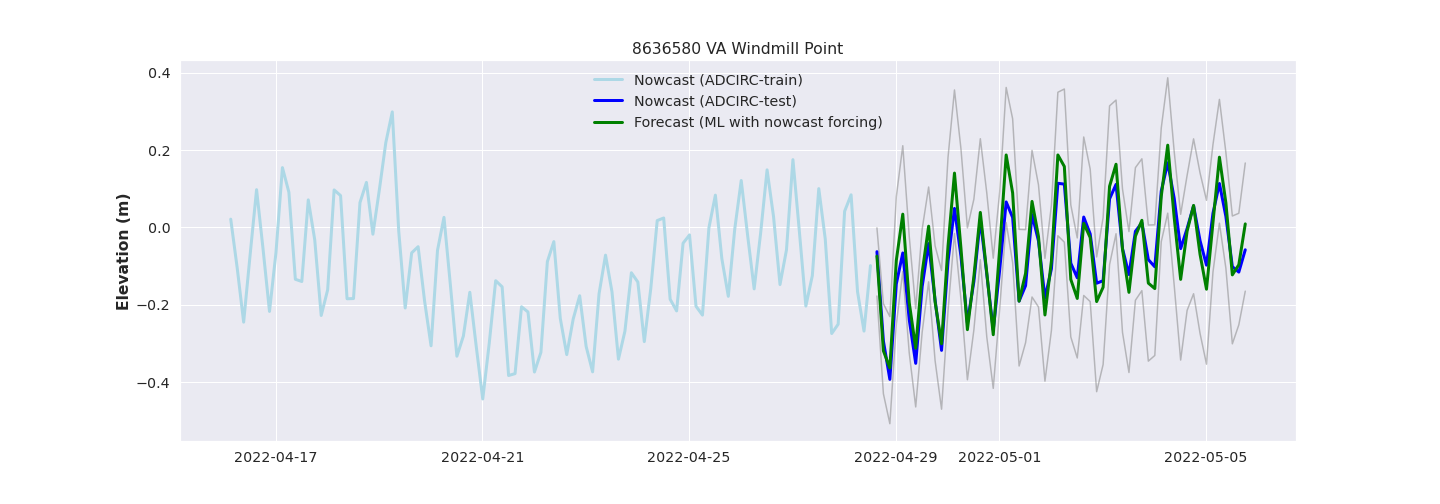 8636580 VA Windmill Point
Elevation (m)
0.4
0.2
0.0
−0.2
−0.4
Nowcast (ADCIRC-train)
Nowcast (ADCIRC-test)
Forecast (ML with nowcast forcing)
2022-04-17
2022-04-21
2022-04-25
2022-04-29
2022-05-01
2022-05-05